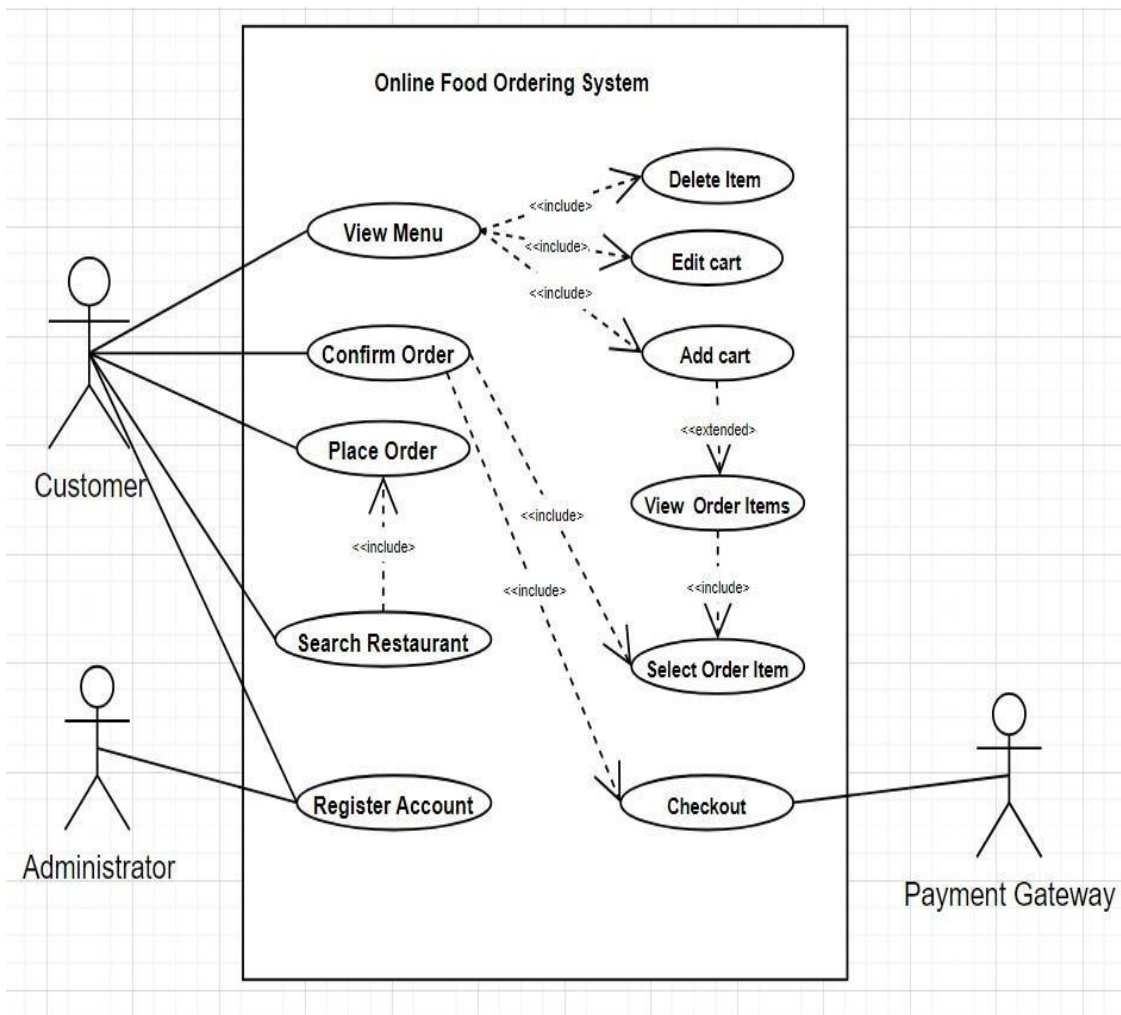 Online Food Ordering System
Delete Item
<<include>
View Menu
<<include>
Edit cart
<<include>
Confirm Order
Add cart
Place Order
<<extended>
Customer
View Order Items
<<include>
<<include>
<<include>
<<include>
Search Restaurant
Select Order Item
Register Account
Checkout
Administrator
Payment Gateway